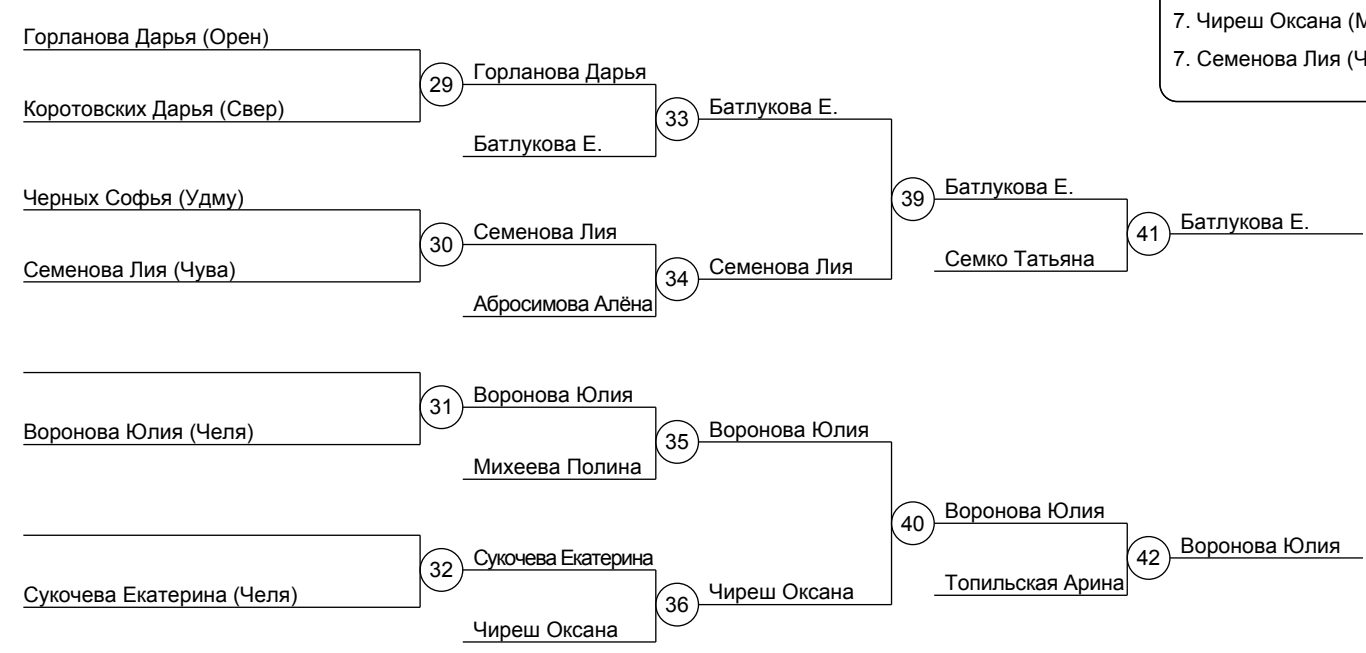 7. Чиреш Оксана (М
7. Семенова Лия (Ч
Горланова Дарья (Орен)
29
Горланова Дарья
Коротовских Дарья (Свер)
33
Батлукова Е.
Батлукова Е.
Черных Софья (Удму)
39
Батлукова Е.
30
Семенова Лия
41
Батлукова Е.
Семенова Лия (Чува)
34
Семенова Лия
Семко Татьяна
Абросимова Алёна
31
Воронова Юлия
Воронова Юлия (Челя)
35
Воронова Юлия
Михеева Полина
40
Воронова Юлия
32
Сукочева Екатерина
42
Воронова Юлия
Сукочева Екатерина (Челя)
36
Чиреш Оксана
Топильская Арина
Чиреш Оксана